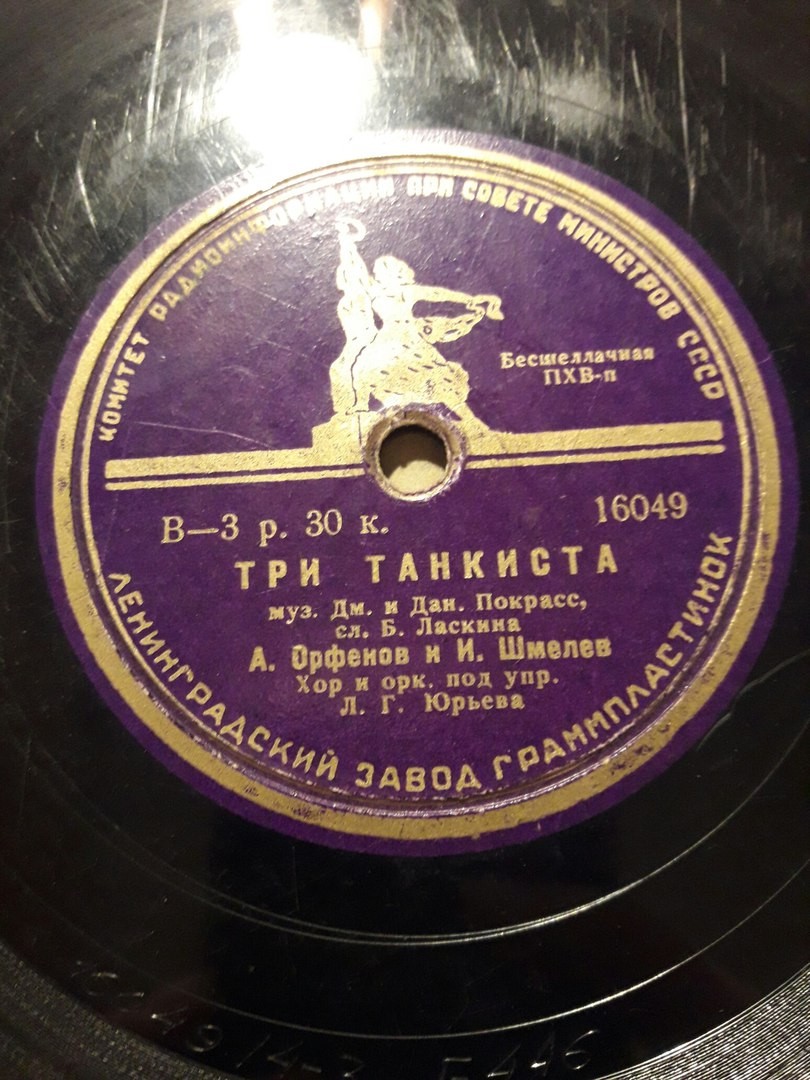 КОМИТЕТ РАДИОИНФОРМАЦИИ ПРИ СОВЕТЕ МИНИСТРОВ СССР
Бесшеллачная
ПХВ-п
В—3 р. 30 к.
16049
ТРИ ТАНКИСТА
муз. Дм. и Дан. Покрасс,
сл. Б. Ласкина
А. Орфенов и И. Шмелев
Хор и орк. под упр.
Л. Г. Юрьева
ЛЕНИНГРАДСКИЙ ЗАВОД ГРАММПЛАСТИНОК